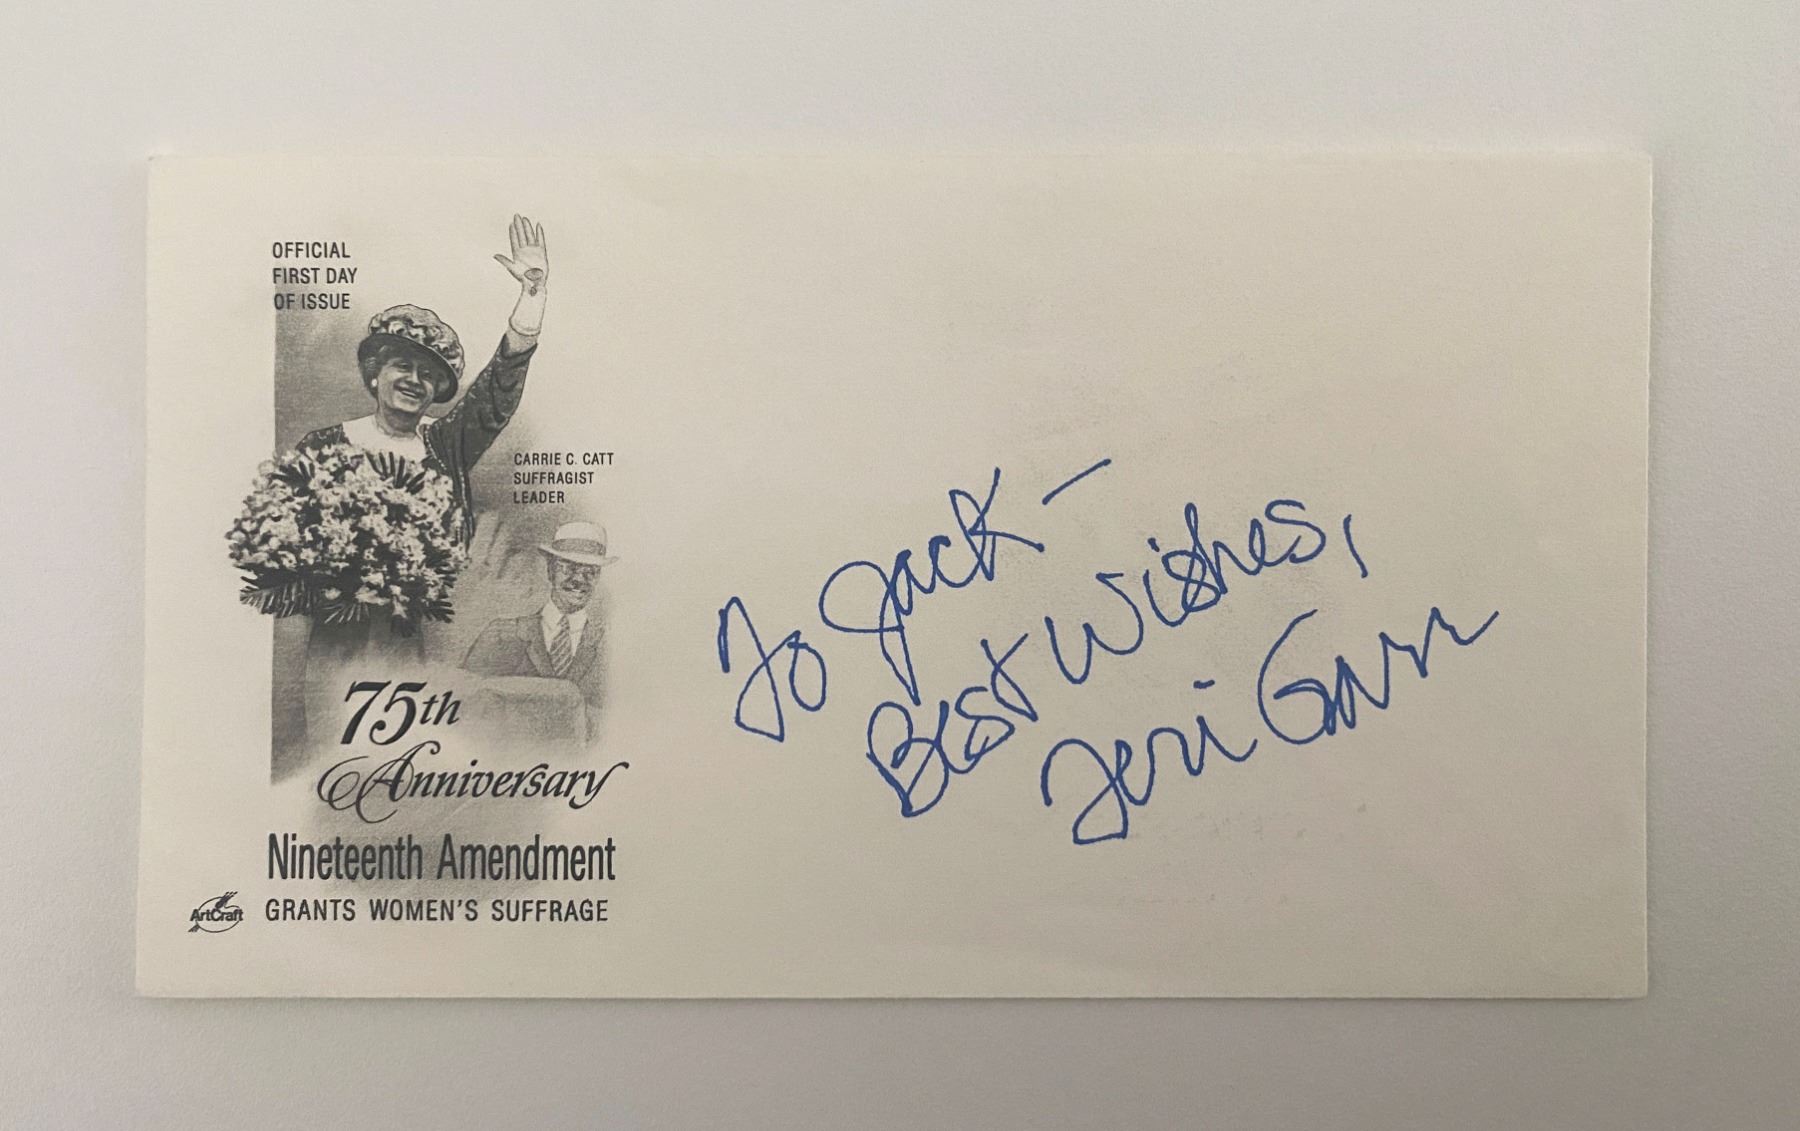 OFFICIAL
FIRST DAY
OF ISSUE
CARRIE C. CATT
SUFFRAGIST
LEADER
75th
Anniversary
Nineteenth Amendment
ArtCraft
GRANTS WOMEN'S SUFFRAGE
To Jack –
Best Wishes,
Teri Garr